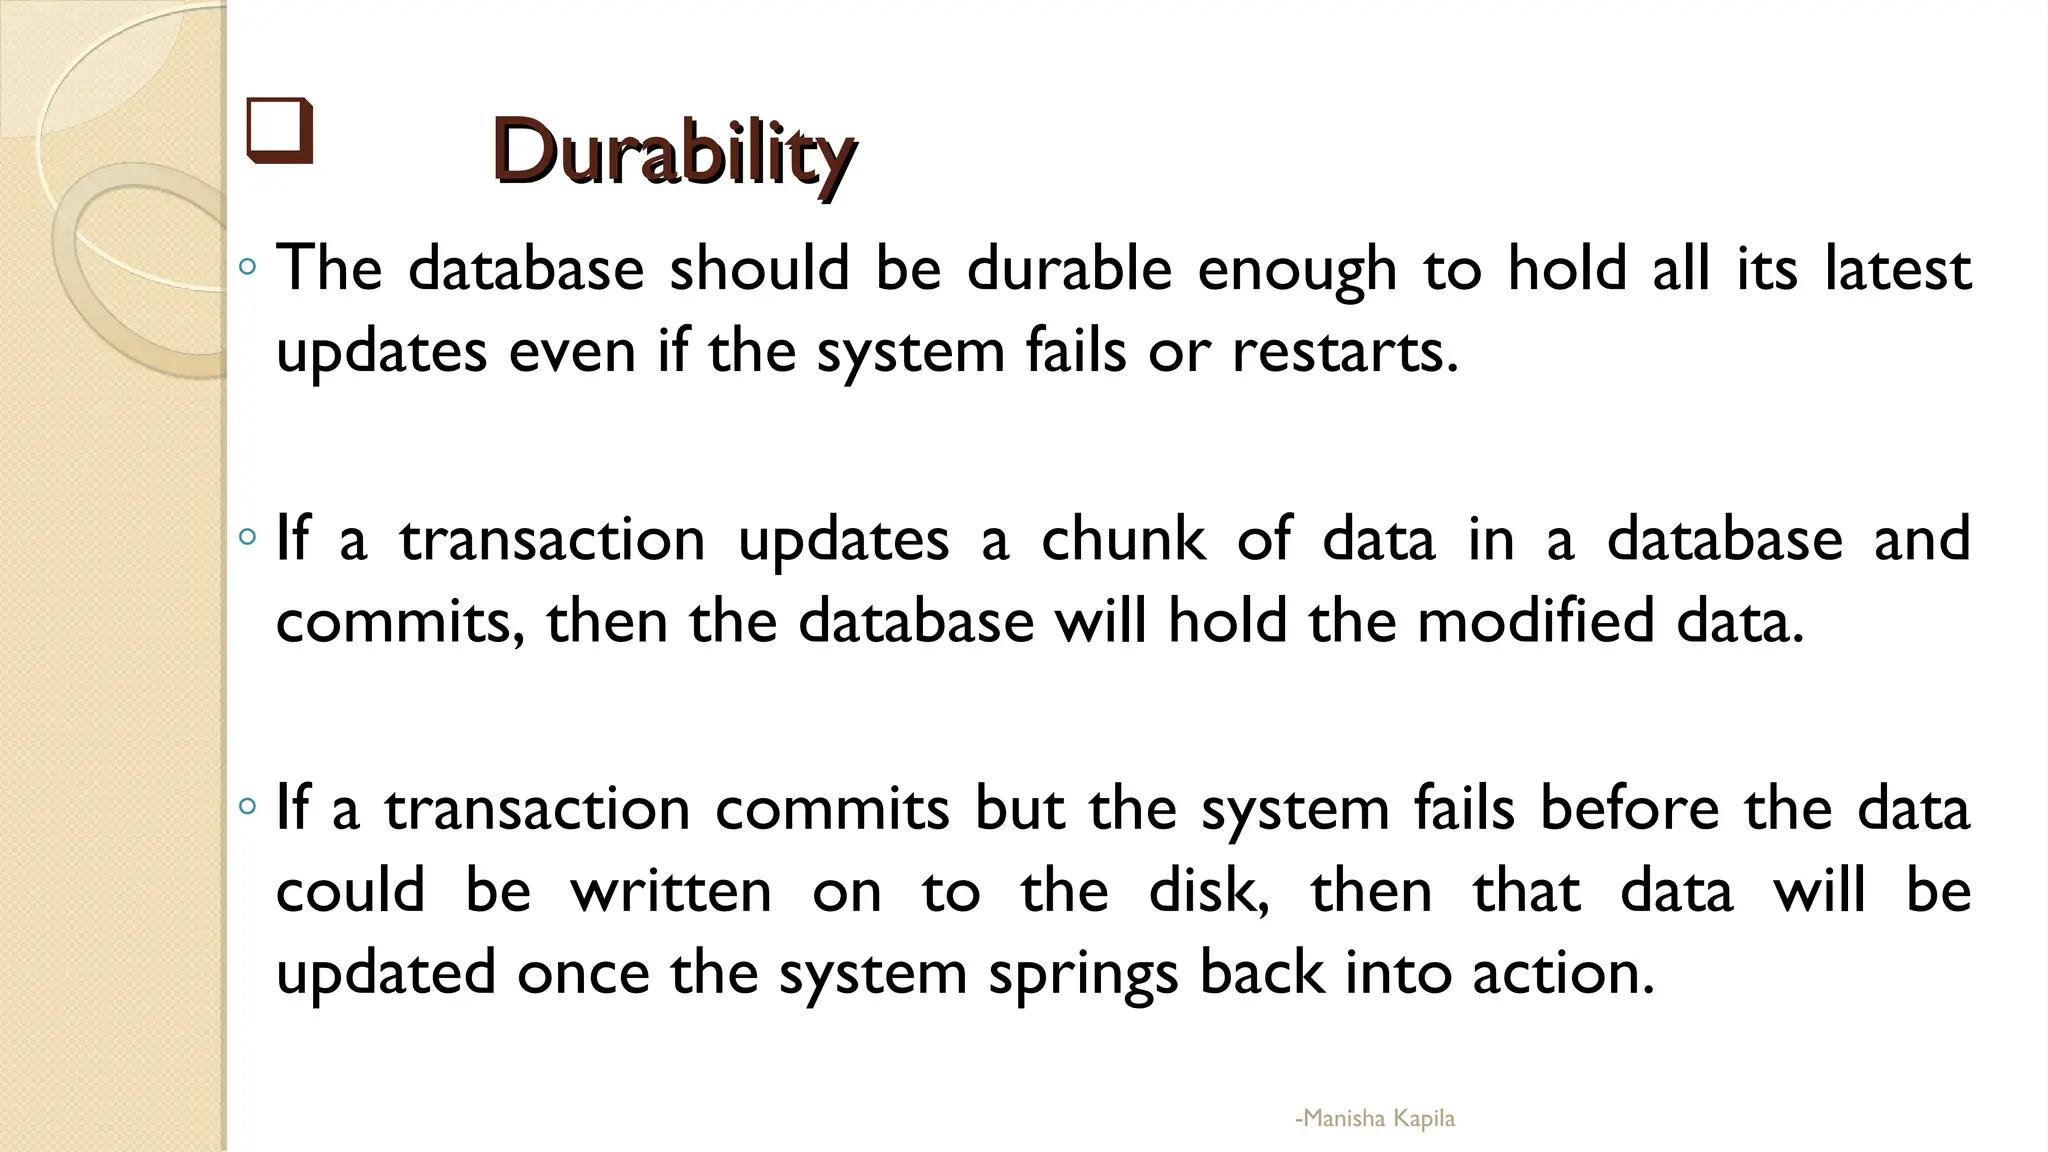 ❑ Durability
◦ The database should be durable enough to hold all its latest
updates even if the system fails or restarts.
◦ If a transaction updates a chunk of data in a database and
commits, then the database will hold the modified data.
◦ If a transaction commits but the system fails before the data
could be written on to the disk, then that data will be
updated once the system springs back into action.
-Manisha Kapila